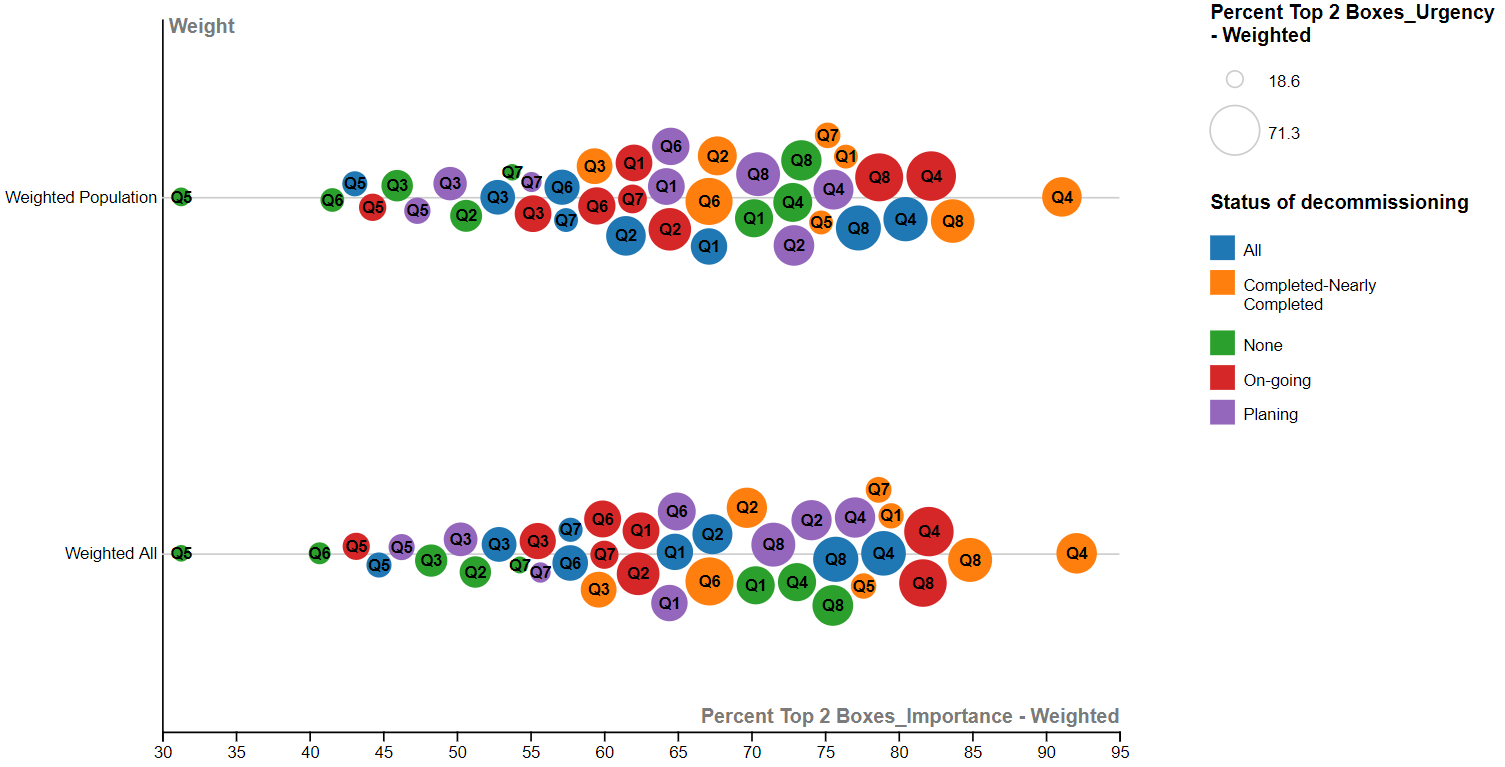 Weight
Percent Top 2 Boxes_Urgency
- Weighted
18.6
71.3
Status of decommissioning
All
Completed-Nearly
Completed
None
On-going
Planing
Weighted Population
Q5 Q6 Q5 Q5 Q3 Q5 Q3 Q2 Q3 Q7 Q7 Q3 Q6 Q7 Q3 Q6 Q2 Q1 Q7 Q1 Q6 Q2 Q6 Q1 Q2 Q1 Q8 Q4 Q2 Q8 Q5 Q7 Q4 Q1 Q8 Q8 Q4 Q4 Q8 Q4
Weighted All
Q5 Q6 Q5 Q5 Q5 Q3 Q3 Q2 Q3 Q7 Q3 Q7 Q7 Q6 Q3 Q6 Q7 Q2 Q1 Q1 Q1 Q6 Q6 Q2 Q2 Q1 Q8 Q4 Q2 Q8 Q8 Q4 Q5 Q7 Q4 Q1 Q8 Q4 Q8 Q4
Percent Top 2 Boxes_Importance - Weighted
30 35 40 45 50 55 60 65 70 75 80 85 90 95